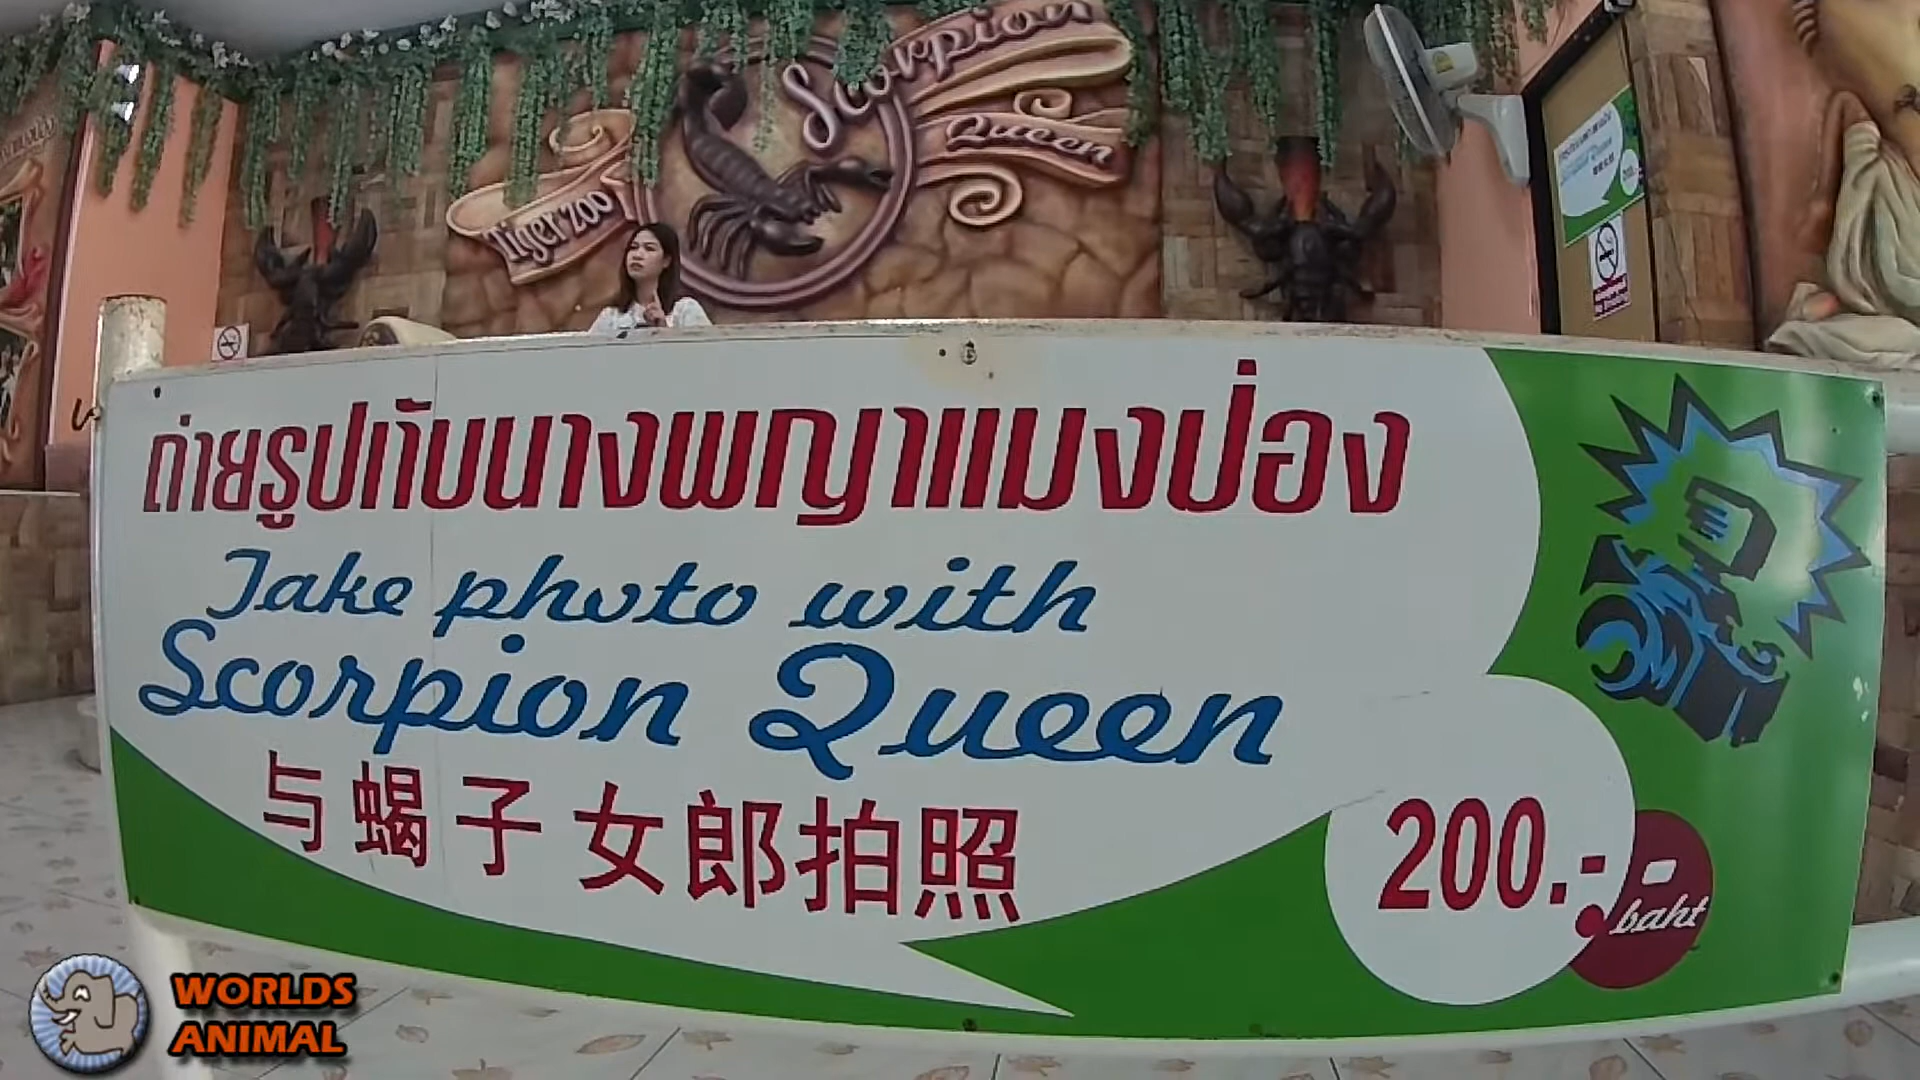 Scorpion
Queen
Tiger Zoo
ถ่ายรูปกับนางพญาแมงป่อง
Take photo with
Scorpion Queen
与蝎子女郎拍照
200.-
baht
WORLDS
ANIMAL